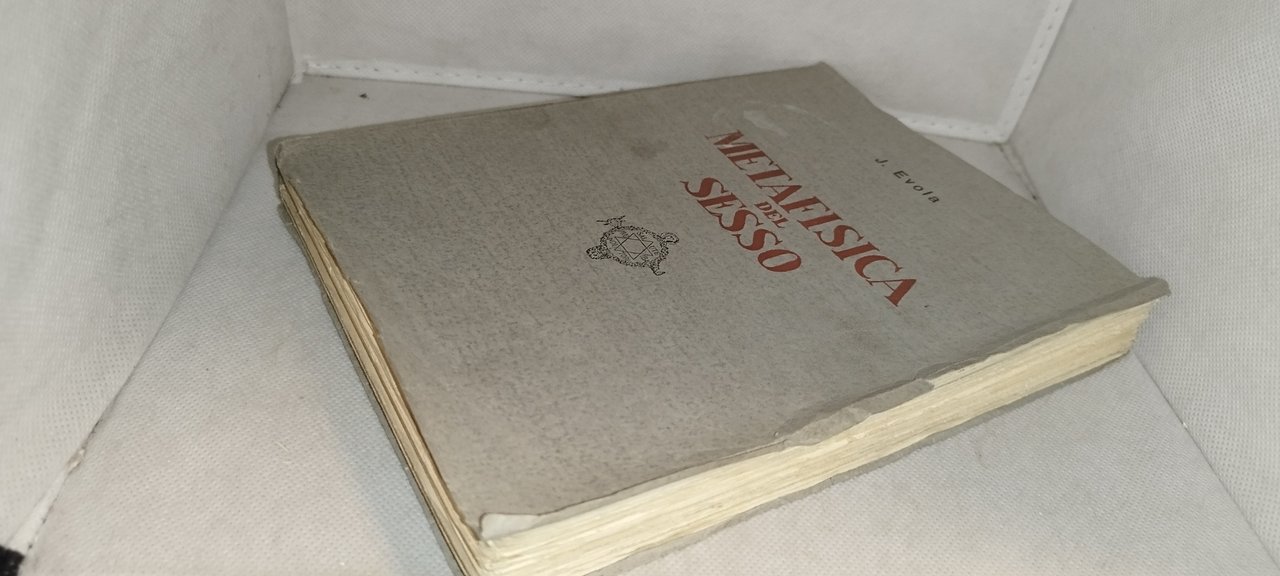 J. Evola
METAFISICA
DEL
SESSO